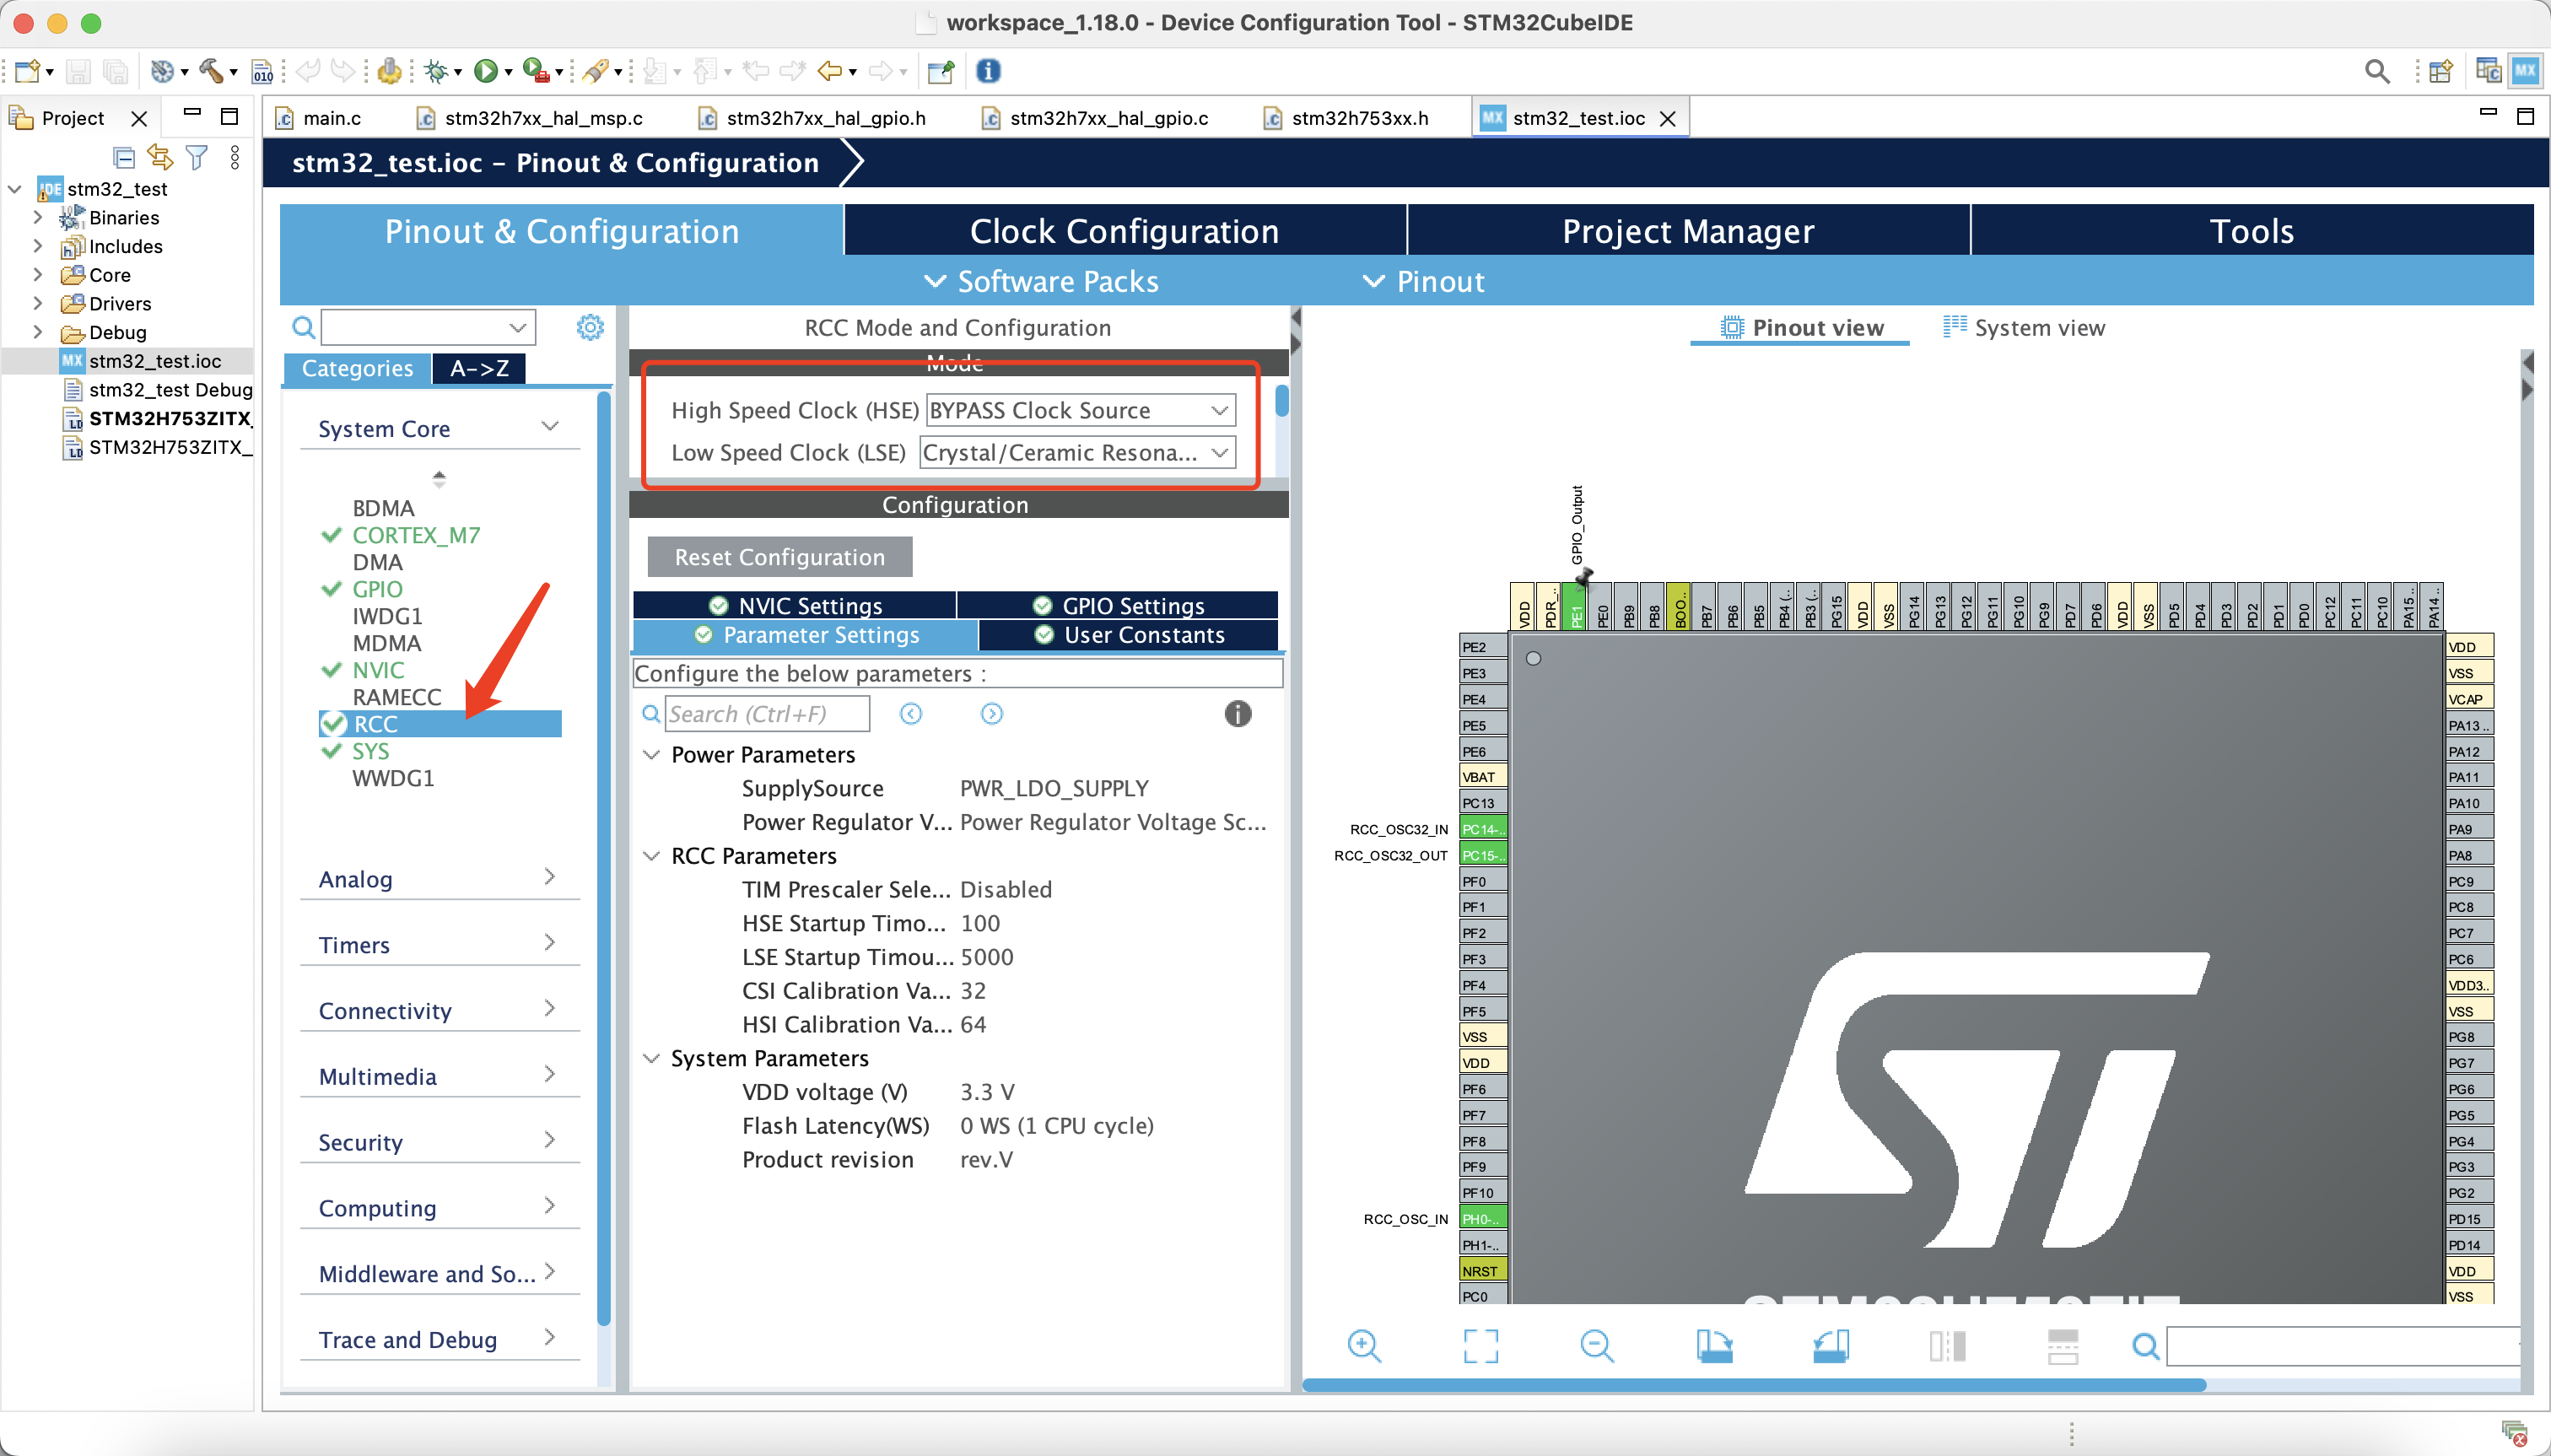 workspace_1.18.0 - Device Configuration Tool - STM32CubeIDE
010
MX
Project
main.c
stm32h7xx_hal_msp.c
stm32h7xx_hal_gpio.h
stm32h7xx_hal_gpio.c
stm32h753xx.h
MX stm32_test.ioc
stm32_test.ioc – Pinout & Configuration
IDE stm32_test
Binaries
Includes
Core
Drivers
Debug
MX stm32_test.ioc
stm32_test Debug
STM32H753ZITX_
STM32H753ZITX_
Pinout & Configuration
Clock Configuration
Project Manager
Tools
Software Packs
Pinout
Categories
A->Z
System Core
BDMA
CORTEX_M7
DMA
GPIO
IWDG1
MDMA
NVIC
RAMECC
RCC
SYS
WWDG1
Analog
Timers
Connectivity
Multimedia
Security
Computing
Middleware and So...
Trace and Debug
RCC Mode and Configuration
Mode
High Speed Clock (HSE) BYPASS Clock Source
Low Speed Clock (LSE) Crystal/Ceramic Resona...
Configuration
Reset Configuration
NVIC Settings
GPIO Settings
Parameter Settings
User Constants
Configure the below parameters :
Search (Ctrl+F)
Power Parameters
SupplySource PWR_LDO_SUPPLY
Power Regulator V... Power Regulator Voltage Sc...
RCC Parameters
TIM Prescaler Sele... Disabled
HSE Startup Timo... 100
LSE Startup Timou... 5000
CSI Calibration Va... 32
HSI Calibration Va... 64
System Parameters
VDD voltage (V) 3.3 V
Flash Latency(WS) 0 WS (1 CPU cycle)
Product revision rev.V
Pinout view
System view
GPIO_Output
VDD
PDR_..
PE1
PE0
PB9
PB8
BOO..
PB7
PB6
PB5
PB4 (..
PB3 (..
PG15
VDD
VSS
PG14
PG13
PG12
PG11
PG10
PG9
PD7
PD6
VDD
VSS
PD5
PD4
PD3
PD2
PD1
PD0
PC12
PC11
PC10
PA15 ..
PA14 ..
PE2
PE3
PE4
PE5
PE6
VBAT
PC13
RCC_OSC32_IN PC14-..
RCC_OSC32_OUT PC15-..
PF0
PF1
PF2
PF3
PF4
PF5
VSS
VDD
PF6
PF7
PF8
PF9
PF10
RCC_OSC_IN PH0-..
PH1-..
NRST
PC0
VDD
VSS
VCAP
PA13 ..
PA12
PA11
PA10
PA9
PA8
PC9
PC8
PC7
PC6
VDD3..
VSS
PG8
PG7
PG6
PG5
PG4
PG3
PG2
PD15
PD14
VDD
VSS
ST